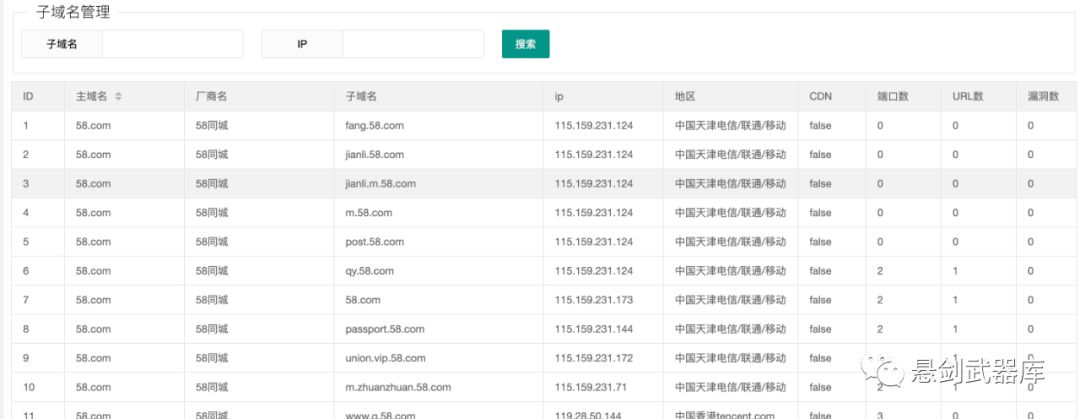 子域名管理
子域名 IP 搜索
ID 主域名 厂商名 子域名 ip 地区 CDN 端口数 URL数 漏洞数
1 58.com 58同城 fang.58.com 115.159.231.124 中国天津电信/联通/移动 false 0 0 0
2 58.com 58同城 jianli.58.com 115.159.231.124 中国天津电信/联通/移动 false 0 0 0
3 58.com 58同城 jianli.m.58.com 115.159.231.124 中国天津电信/联通/移动 false 0 0 0
4 58.com 58同城 m.58.com 115.159.231.124 中国天津电信/联通/移动 false 0 0 0
5 58.com 58同城 post.58.com 115.159.231.124 中国天津电信/联通/移动 false 0 0 0
6 58.com 58同城 qy.58.com 115.159.231.124 中国天津电信/联通/移动 false 2 1 0
7 58.com 58同城 58.com 115.159.231.173 中国天津电信/联通/移动 false 2 1 0
8 58.com 58同城 passport.58.com 115.159.231.144 中国天津电信/联通/移动 false 2 1 0
9 58.com 58同城 union.vip.58.com 115.159.231.172 中国天津电信/联通/移动 false 2 1 0
10 58.com 58同城 m.zhuanzhuan.58.com 115.159.231.71 中国天津电信/联通/移动 false 2 1 0
11 58.com 58同城 www.g.58.com 119.28.50.144 中国香港tencent.com false 3 0 0
悬剑武器库